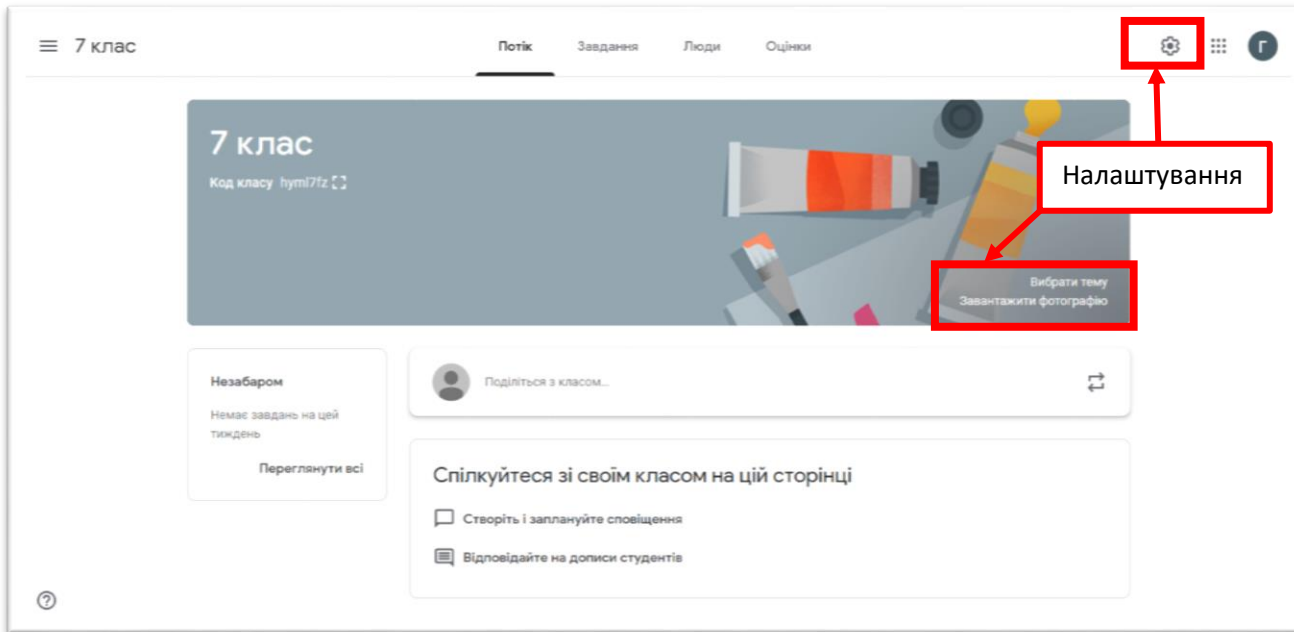 7 клас
Потік Завдання Люди Оцінки
Г
7 клас
Код класу hyml7fz
Налаштування
Вибрати тему
Завантажити фотографію
Незабаром
Немає завдань на цей
тиждень
Переглянути всі
Поділіться з класом...
Спілкуйтеся зі своїм класом на цій сторінці
Створіть і заплануйте сповіщення
Відповідайте на дописи студентів